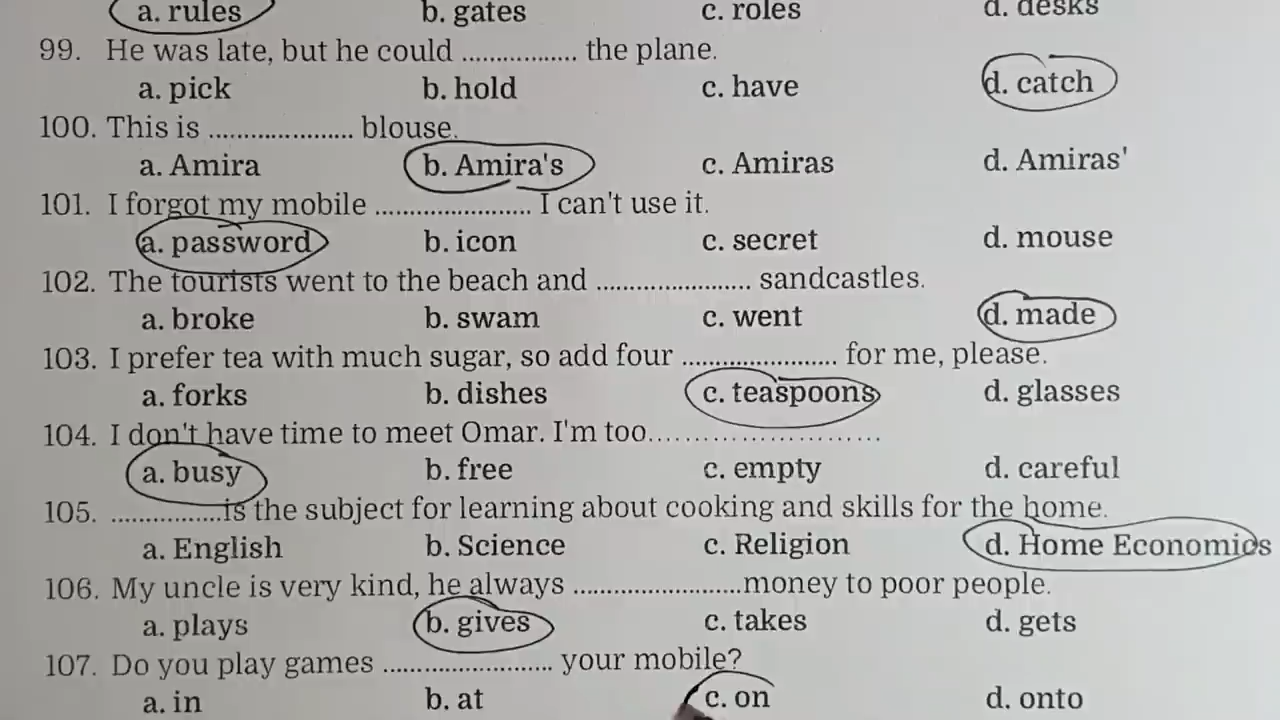 a. rules b. gates c. roles d. desks
99. He was late, but he could ................. the plane.
a. pick b. hold c. have d. catch
100. This is ..................... blouse.
a. Amira b. Amira's c. Amiras d. Amiras'
101. I forgot my mobile ....................... I can't use it.
a. password b. icon c. secret d. mouse
102. The tourists went to the beach and ...................... sandcastles.
a. broke b. swam c. went d. made
103. I prefer tea with much sugar, so add four ...................... for me, please.
a. forks b. dishes c. teaspoons d. glasses
104. I don't have time to meet Omar. I'm too........................
a. busy b. free c. empty d. careful
105. .................is the subject for learning about cooking and skills for the home.
a. English b. Science c. Religion d. Home Economics
106. My uncle is very kind, he always .........................money to poor people.
a. plays b. gives c. takes d. gets
107. Do you play games ......................... your mobile?
a. in b. at c. on d. onto